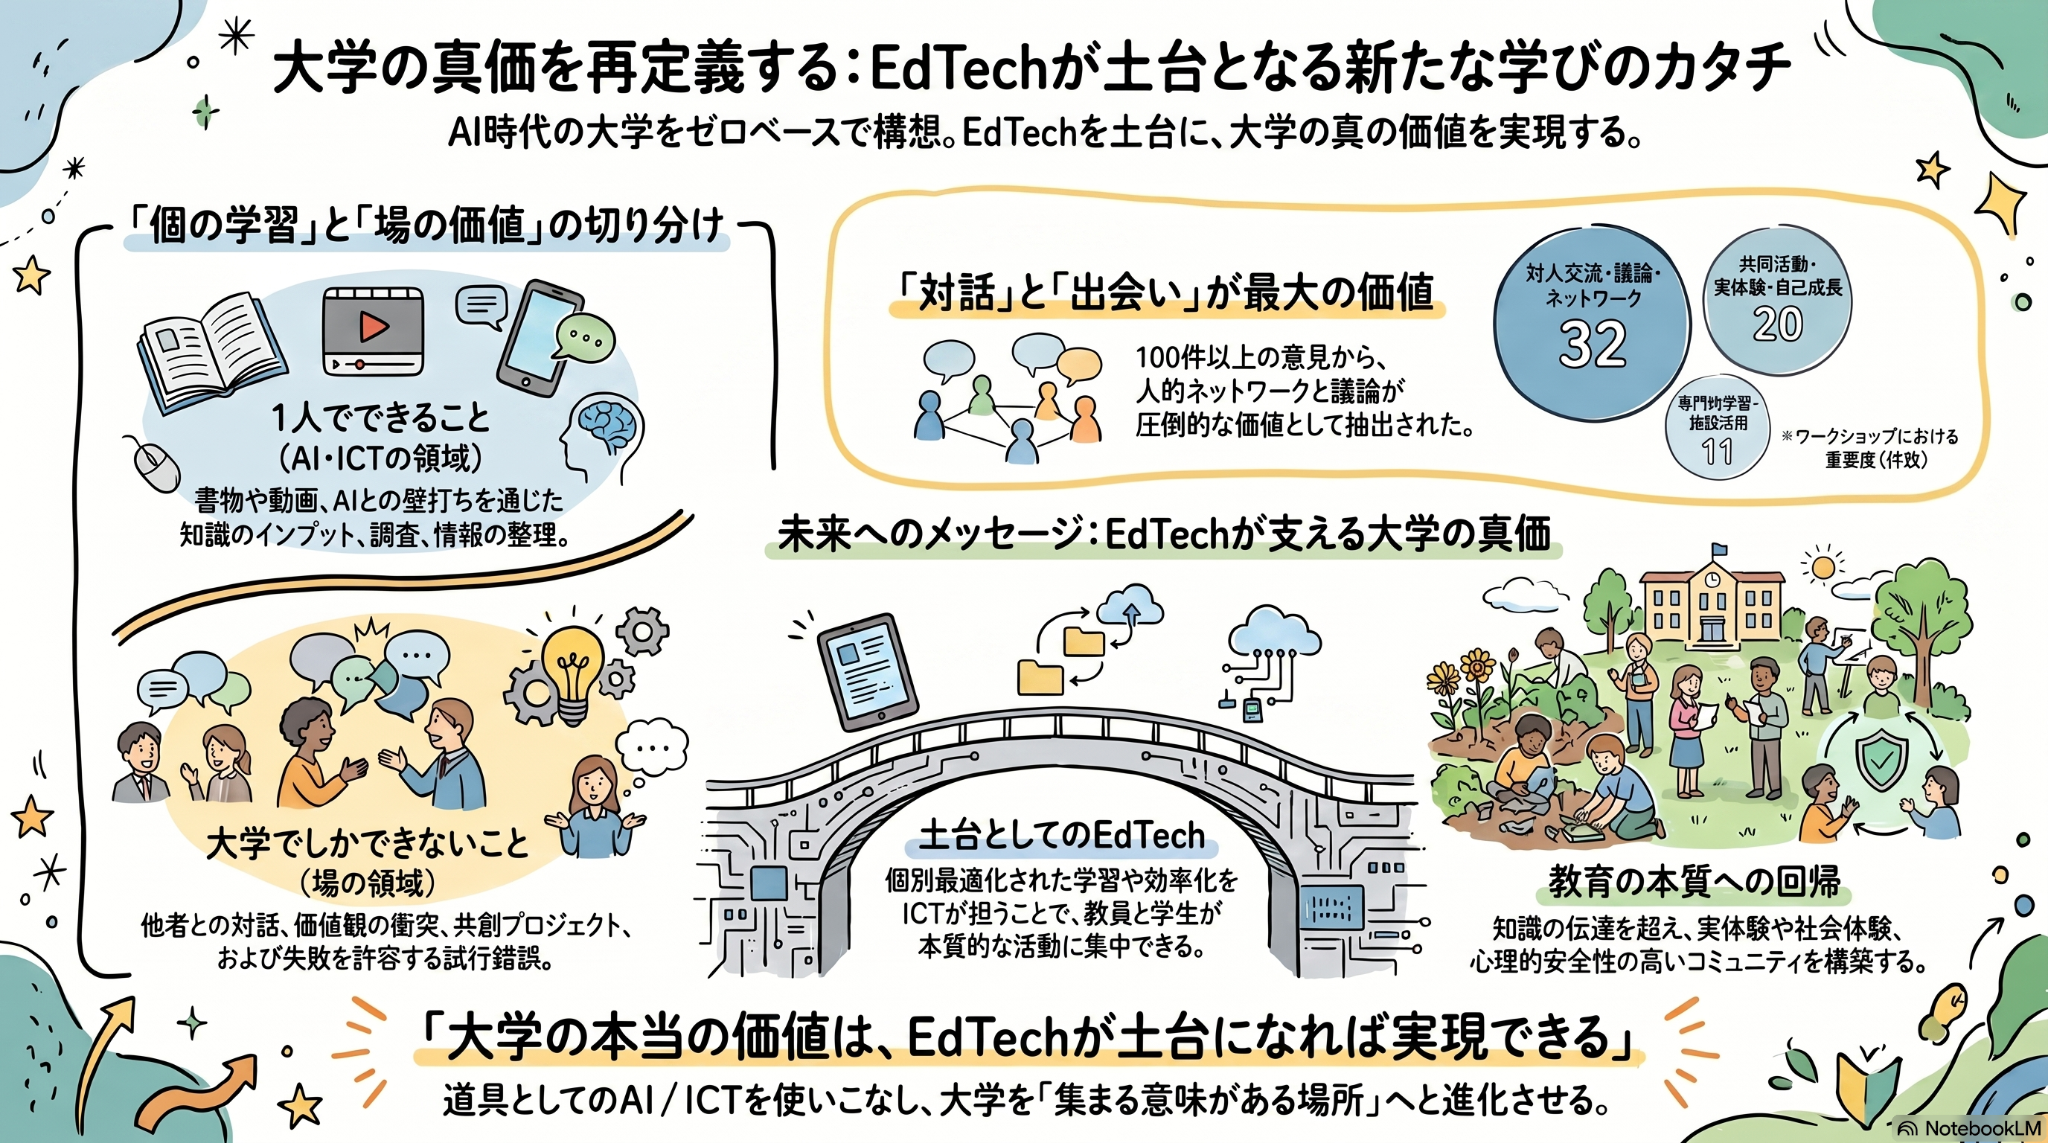 大学の真価を再定義する：EdTechが土台となる新たな学びのカタチ
AI時代の大学をゼロベースで構想。EdTechを土台に、大学の真の価値を実現する。
「個の学習」と「場の価値」の切り分け
1人でできること
（AI・ICTの領域）
書物や動画、AIとの壁打ちを通じた
知識のインプット、調査、情報の整理。
大学でしかできないこと
（場の領域）
他者との対話、価値観の衝突、共創プロジェクト、
および失敗を許容する試行錯誤。
「対話」と「出会い」が最大の価値
100件以上の意見から、
人的ネットワークと議論が
圧倒的な価値として抽出された。
対人交流・議論・
ネットワーク
32
共同活動・
実体験・自己成長
20
専門的学習・
施設活用
11
※ワークショップにおける
重要度（件数）
未来へのメッセージ：EdTechが支える大学の真価
土台としてのEdTech
個別最適化された学習や効率化を
ICTが担うことで、教員と学生が
本質的な活動に集中できる。
教育の本質への回帰
知識の伝達を超え、実体験や社会体験、
心理的安全性の高いコミュニティを構築する。
「大学の本当の価値は、EdTechが土台になれば実現できる」
道具としてのAI / ICTを使いこなし、大学を「集まる意味がある場所」へと進化させる。
NotebookLM